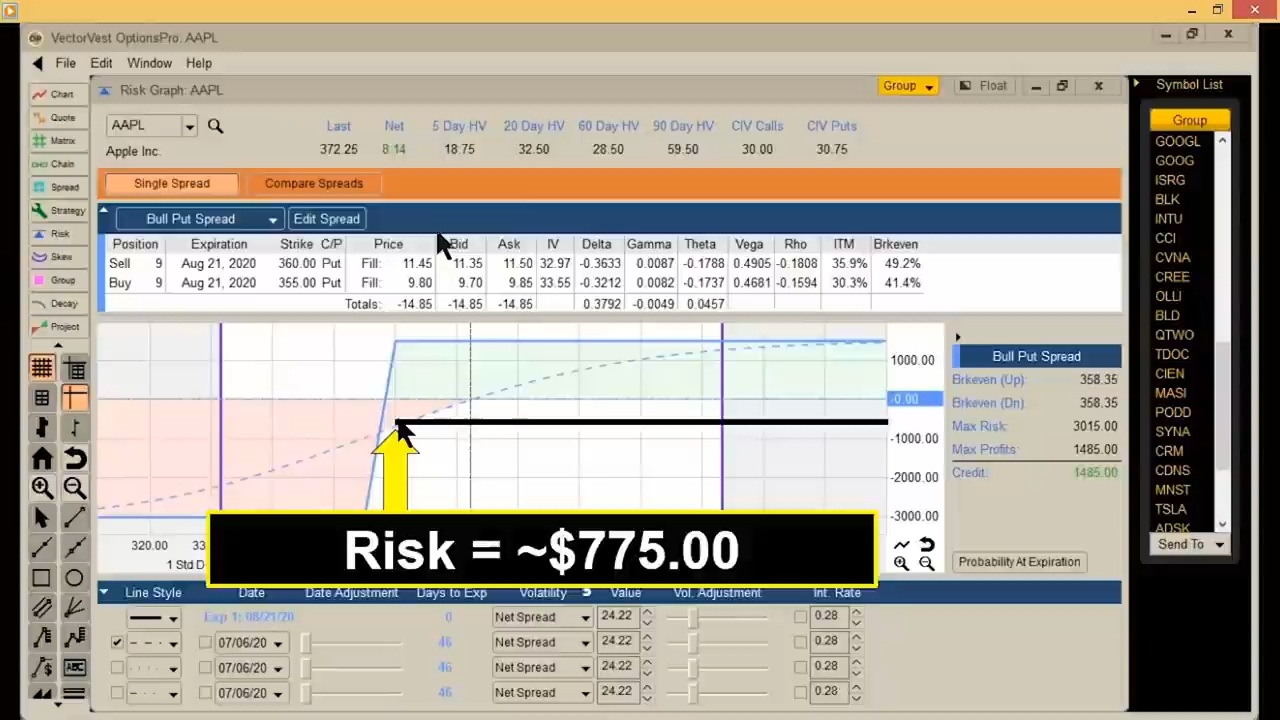 VectorVest OptionsPro. AAPL
File Edit Window Help
Risk Graph: AAPL Group Float
AAPL Last Net 5 Day HV 20 Day HV 60 Day HV 90 Day HV CIV Calls CIV Puts
Apple Inc. 372.25 8.14 18.75 32.50 28.50 59.50 30.00 30.75
Single Spread Compare Spreads
Bull Put Spread Edit Spread
Position Expiration Strike C/P Price Bid Ask IV Delta Gamma Theta Vega Rho ITM Brkeven
Sell 9 Aug 21, 2020 360.00 Put Fill: 11.45 11.35 11.50 32.97 -0.3633 0.0087 -0.1788 0.4905 -0.1808 35.9% 49.2%
Buy 9 Aug 21, 2020 355.00 Put Fill: 9.80 9.70 9.85 33.55 -0.3212 0.0082 -0.1737 0.4681 -0.1594 30.3% 41.4%
Totals: -14.85 -14.85 -14.85 0.3792 -0.0049 0.0457
Chart
Quote
Matrix
Chain
Spread
Strategy
Risk
Skew
Group
Decay
Project
ABC
1000.00
-0.00
-1000.00
-2000.00
-3000.00
320.00
1 Std D
Risk = ~$775.00
Bull Put Spread
Brkeven (Up): 358.35
Brkeven (Dn): 358.35
Max Risk: 3015.00
Max Profits: 1485.00
Credit: 1485.00
Probability At Expiration
Line Style Date Date Adjustment Days to Exp Volatility Value Vol. Adjustment Int. Rate
Exp 1: 08/21/20 0 Net Spread 24.22 0.28
07/06/20 46 Net Spread 24.22 0.28
07/06/20 46 Net Spread 24.22 0.28
07/06/20 46 Net Spread 24.22 0.28
Symbol List
Group
GOOGL
GOOG
ISRG
BLK
INTU
CCI
CVNA
CREE
OLLI
BLD
QTWO
TDOC
CIEN
MASI
PODD
SYNA
CRM
CDNS
MNST
TSLA
ADSK
Send To